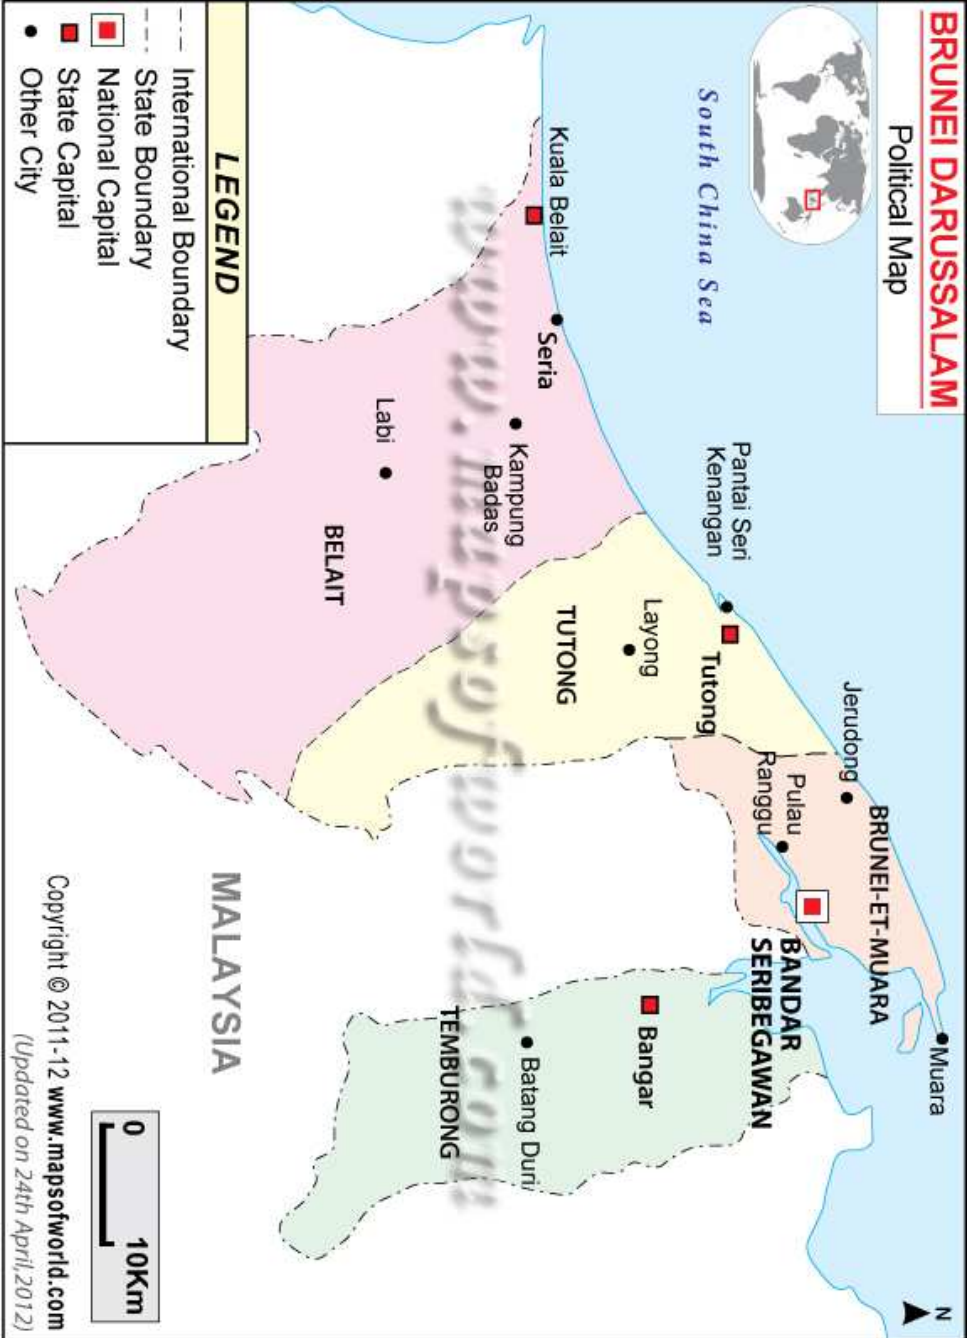 BRUNEI DARUSSALAM
Political Map
South China Sea
N
Muara
Jerudong
BRUNEI-ET-MUARA
Pulau
Ranggu
BANDAR
SERIBEGAWAN
Pantai Seri
Kenangan
Tutong
Layong
TUTONG
Kuala Belait
Seria
Kampung
Badas
Labi
BELAIT
Bangar
Batang Duri
TEMBURONG
www.mapsofworld.com
MALAYSIA
LEGEND
International Boundary
State Boundary
National Capital
State Capital
Other City
0 10Km
Copyright © 2011-12 www.mapsofworld.com
(Updated on 24th April,2012)